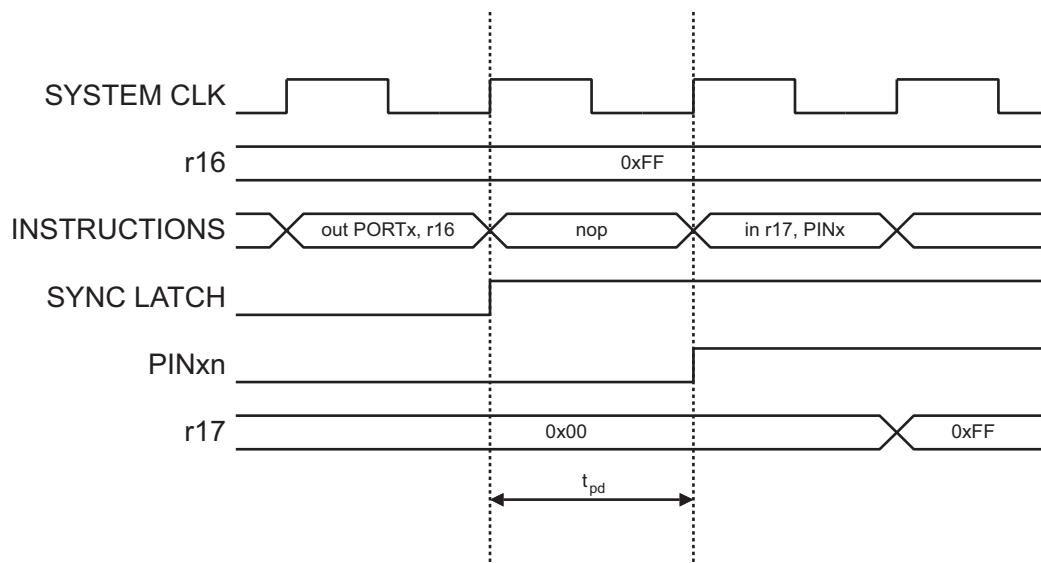 SYSTEM CLK
r16
0xFF
INSTRUCTIONS
out PORTx, r16
nop
in r17, PINx
SYNC LATCH
PINxn
r17
0x00
0xFF
tpd